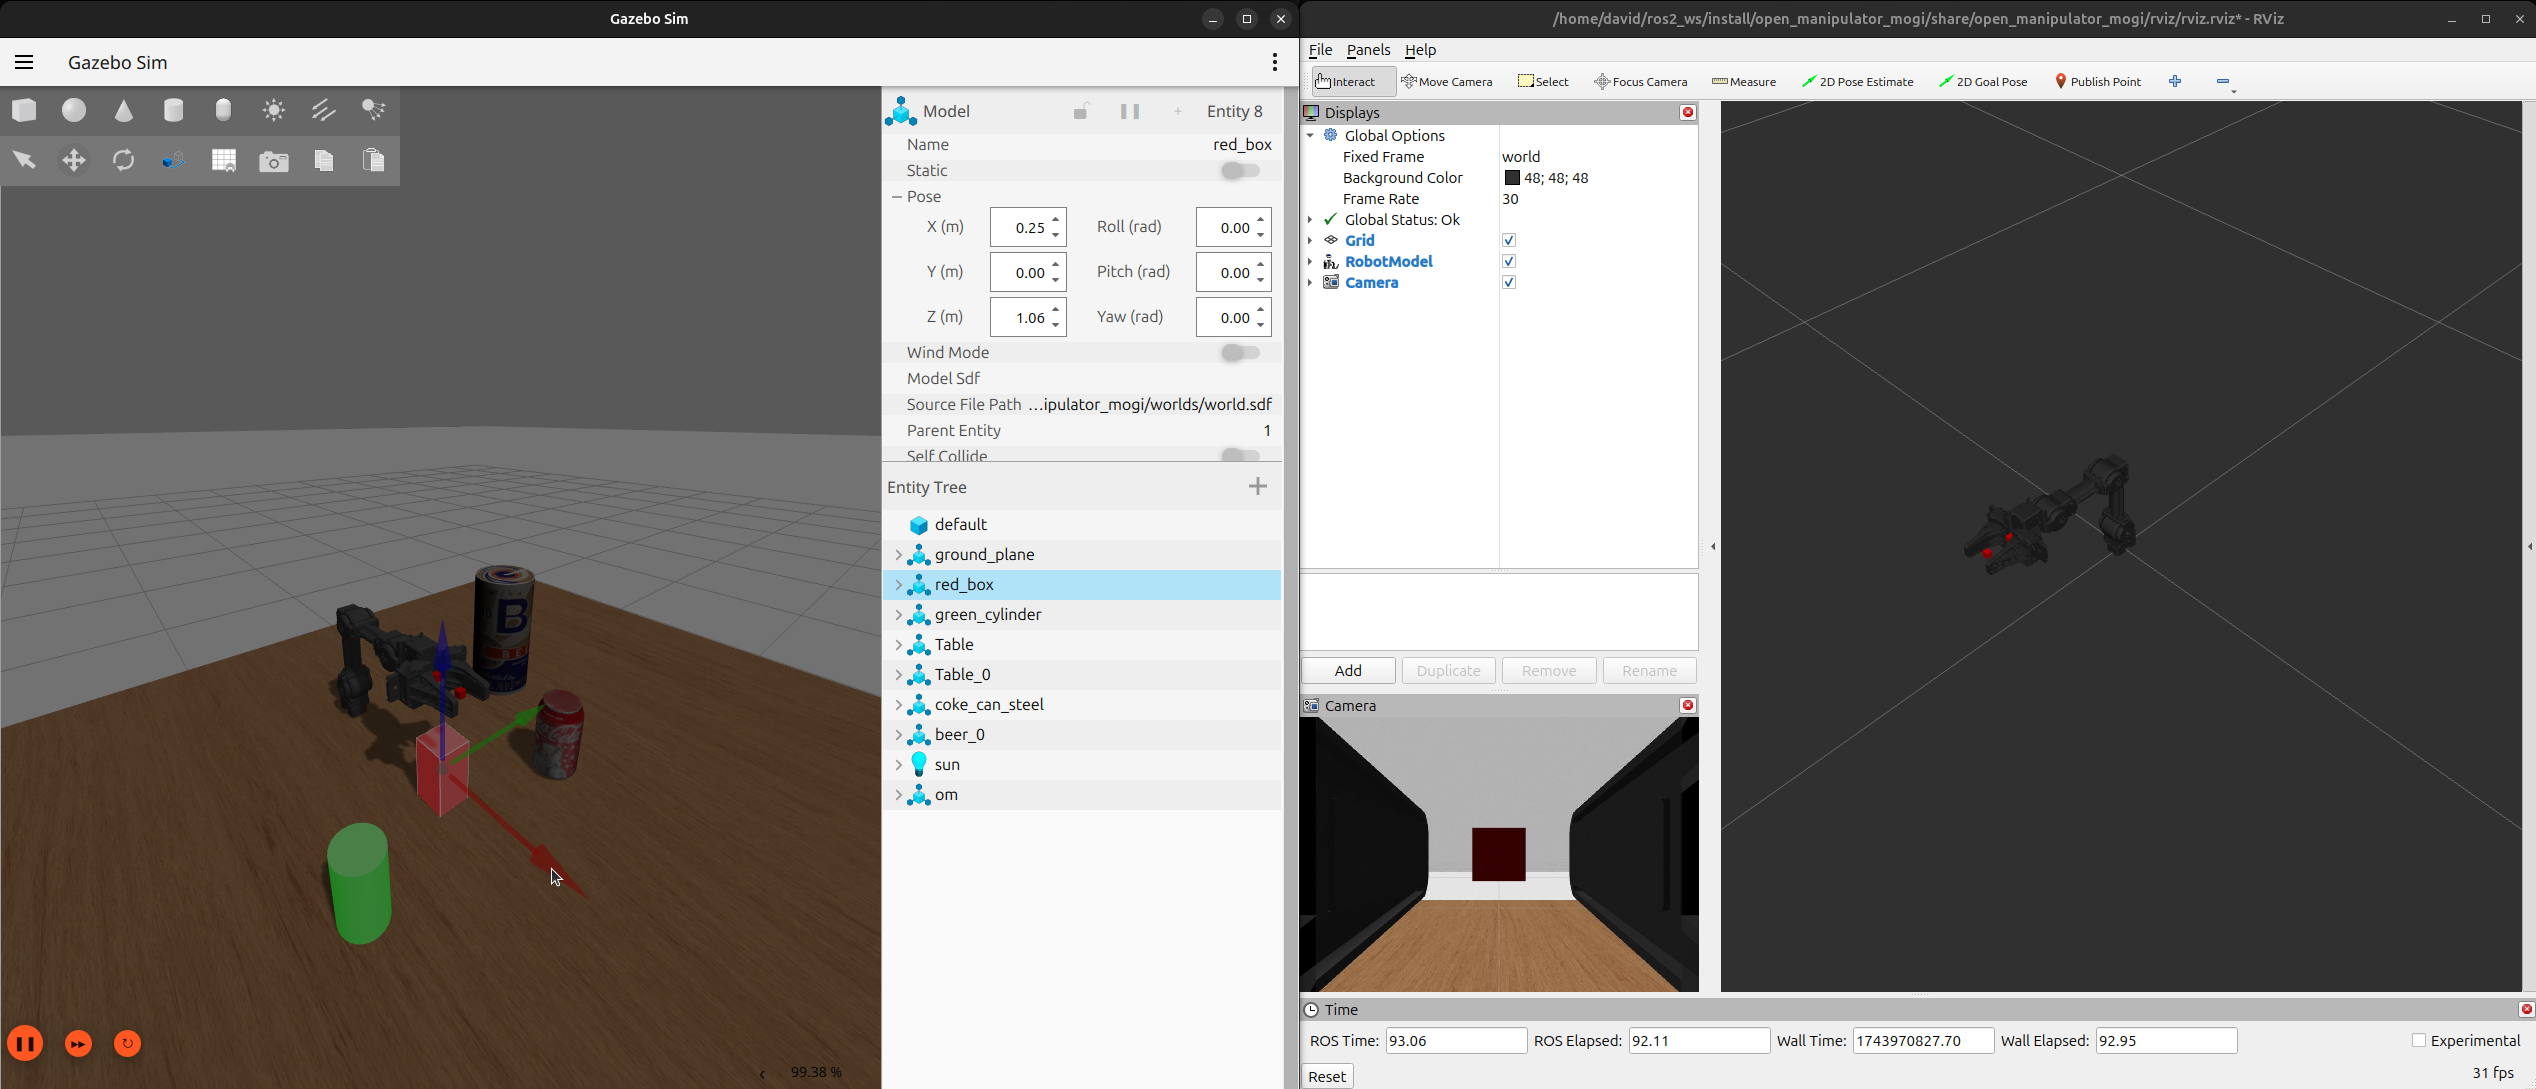 Gazebo Sim
Gazebo Sim
Model
Entity 8
Name
red_box
Static
Pose
X (m)
0.25
Roll (rad)
0.00
Y (m)
0.00
Pitch (rad)
0.00
Z (m)
1.06
Yaw (rad)
0.00
Wind Mode
Model Sdf
Source File Path
...ipulator_mogi/worlds/world.sdf
Parent Entity
1
Self Collide
Entity Tree
default
ground_plane
red_box
green_cylinder
Table
Table_0
coke_can_steel
beer_0
sun
om
B
99.38 %
/home/david/ros2_ws/install/open_manipulator_mogi/share/open_manipulator_mogi/rviz/rviz.rviz* - RViz
File Panels Help
Interact Move Camera Select Focus Camera Measure 2D Pose Estimate 2D Goal Pose Publish Point
Displays
Global Options
Fixed Frame
world
Background Color
48; 48; 48
Frame Rate
30
Global Status: Ok
Grid
RobotModel
Camera
Add Duplicate Remove Rename
Camera
Time
ROS Time: 93.06 ROS Elapsed: 92.11 Wall Time: 1743970827.70 Wall Elapsed: 92.95 Experimental
Reset
31 fps